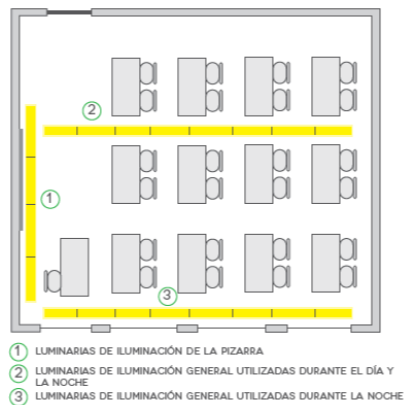 2
1
3
1 LUMINARIAS DE ILUMINACIÓN DE LA PIZARRA
2 LUMINARIAS DE ILUMINACIÓN GENERAL UTILIZADAS DURANTE EL DÍA Y
LA NOCHE
3 LUMINARIAS DE ILUMINACIÓN GENERAL UTILIZADAS DURANTE LA NOCHE